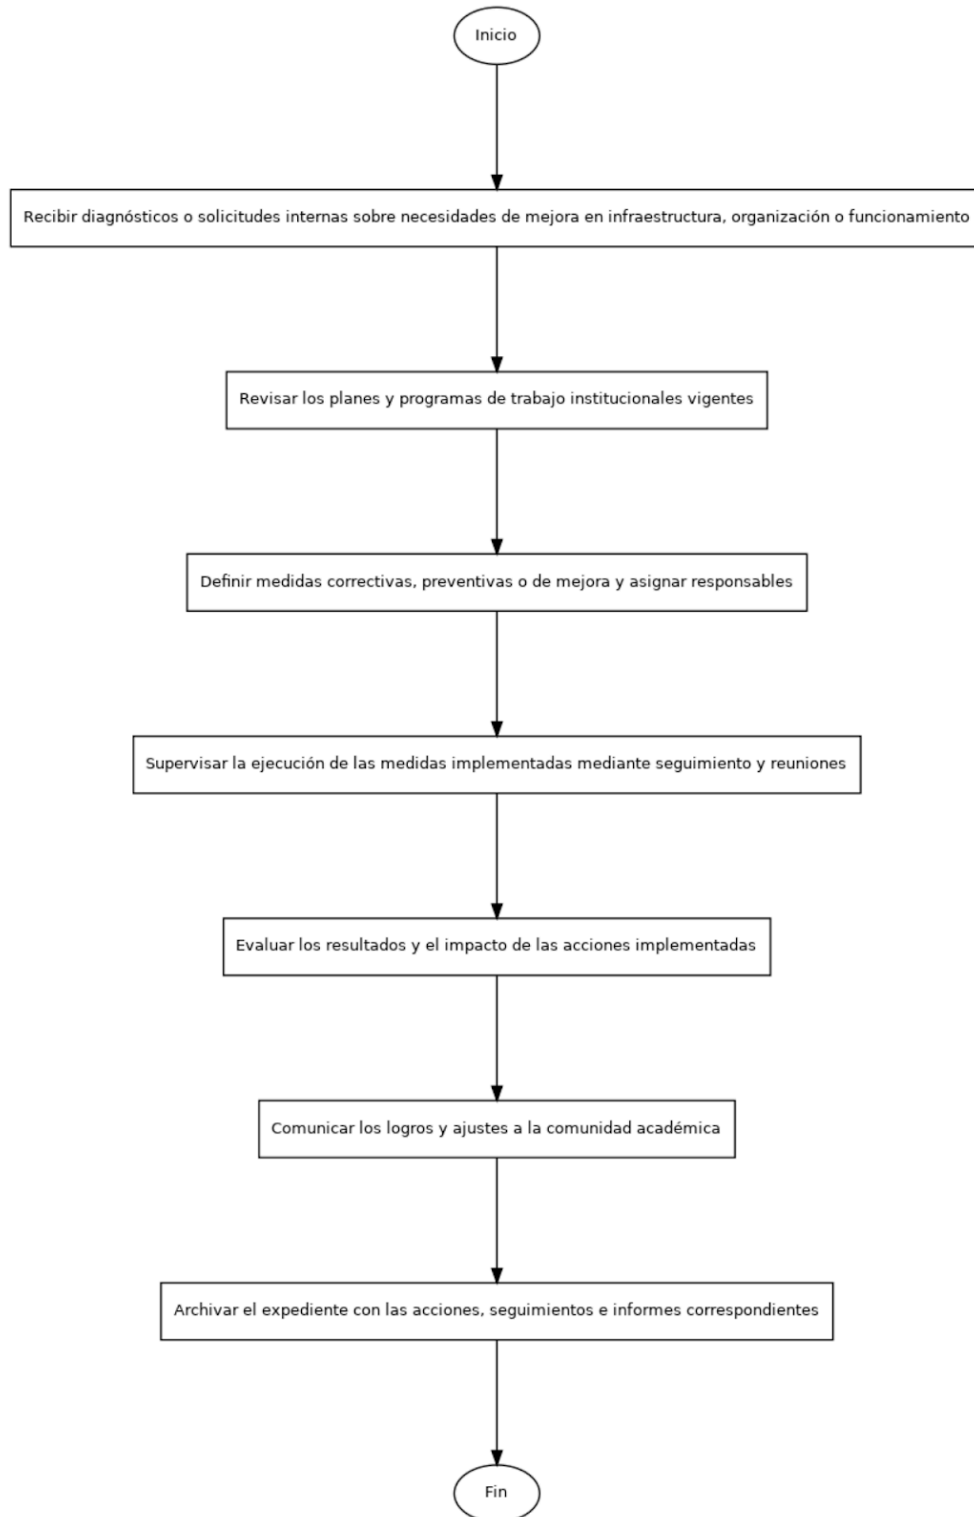 Inicio
Recibir diagnósticos o solicitudes internas sobre necesidades de mejora en infraestructura, organización o funcionamiento
Revisar los planes y programas de trabajo institucionales vigentes
Definir medidas correctivas, preventivas o de mejora y asignar responsables
Supervisar la ejecución de las medidas implementadas mediante seguimiento y reuniones
Evaluar los resultados y el impacto de las acciones implementadas
Comunicar los logros y ajustes a la comunidad académica
Archivar el expediente con las acciones, seguimientos e informes correspondientes
Fin